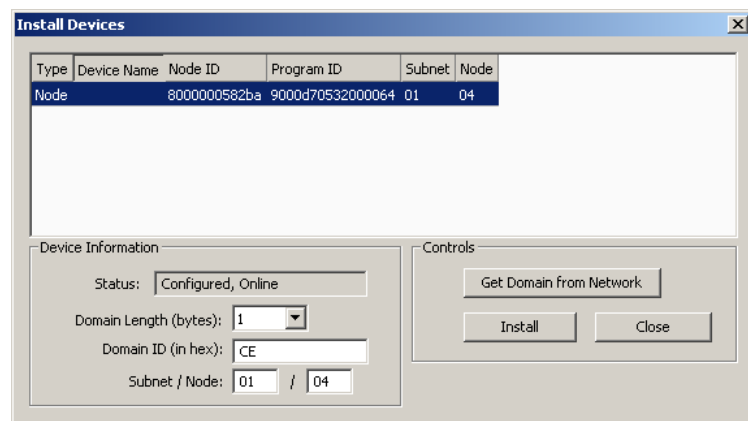 Install Devices
Type Device Name Node ID Program ID Subnet Node
Node 8000000582ba 9000d70532000064 01 04
Device Information
Status: Configured, Online
Domain Length (bytes): 1
Domain ID (in hex): CE
Subnet / Node: 01 / 04
Controls
Get Domain from Network
Install Close